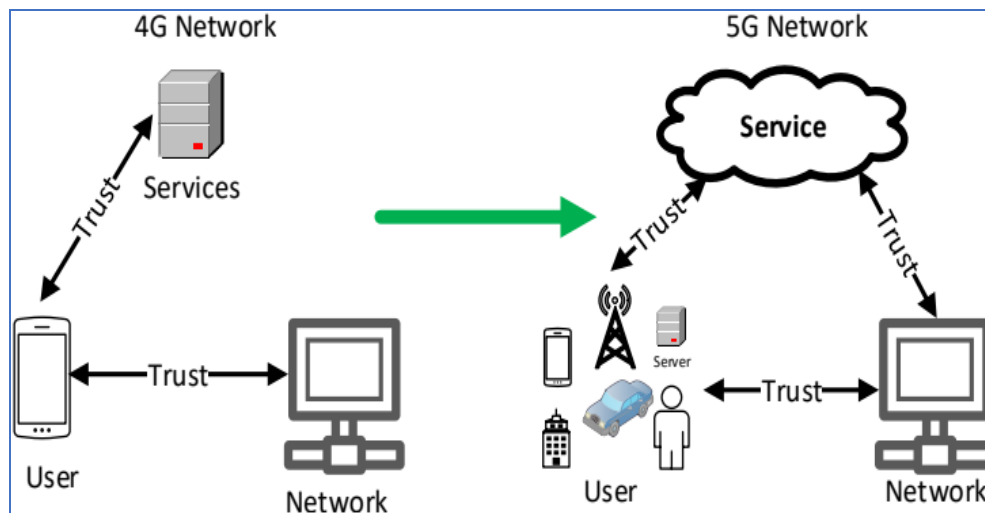 4G Network
Services
Trust
Trust
User
Network
5G Network
Service
Trust
Trust
Server
Trust
User
Network